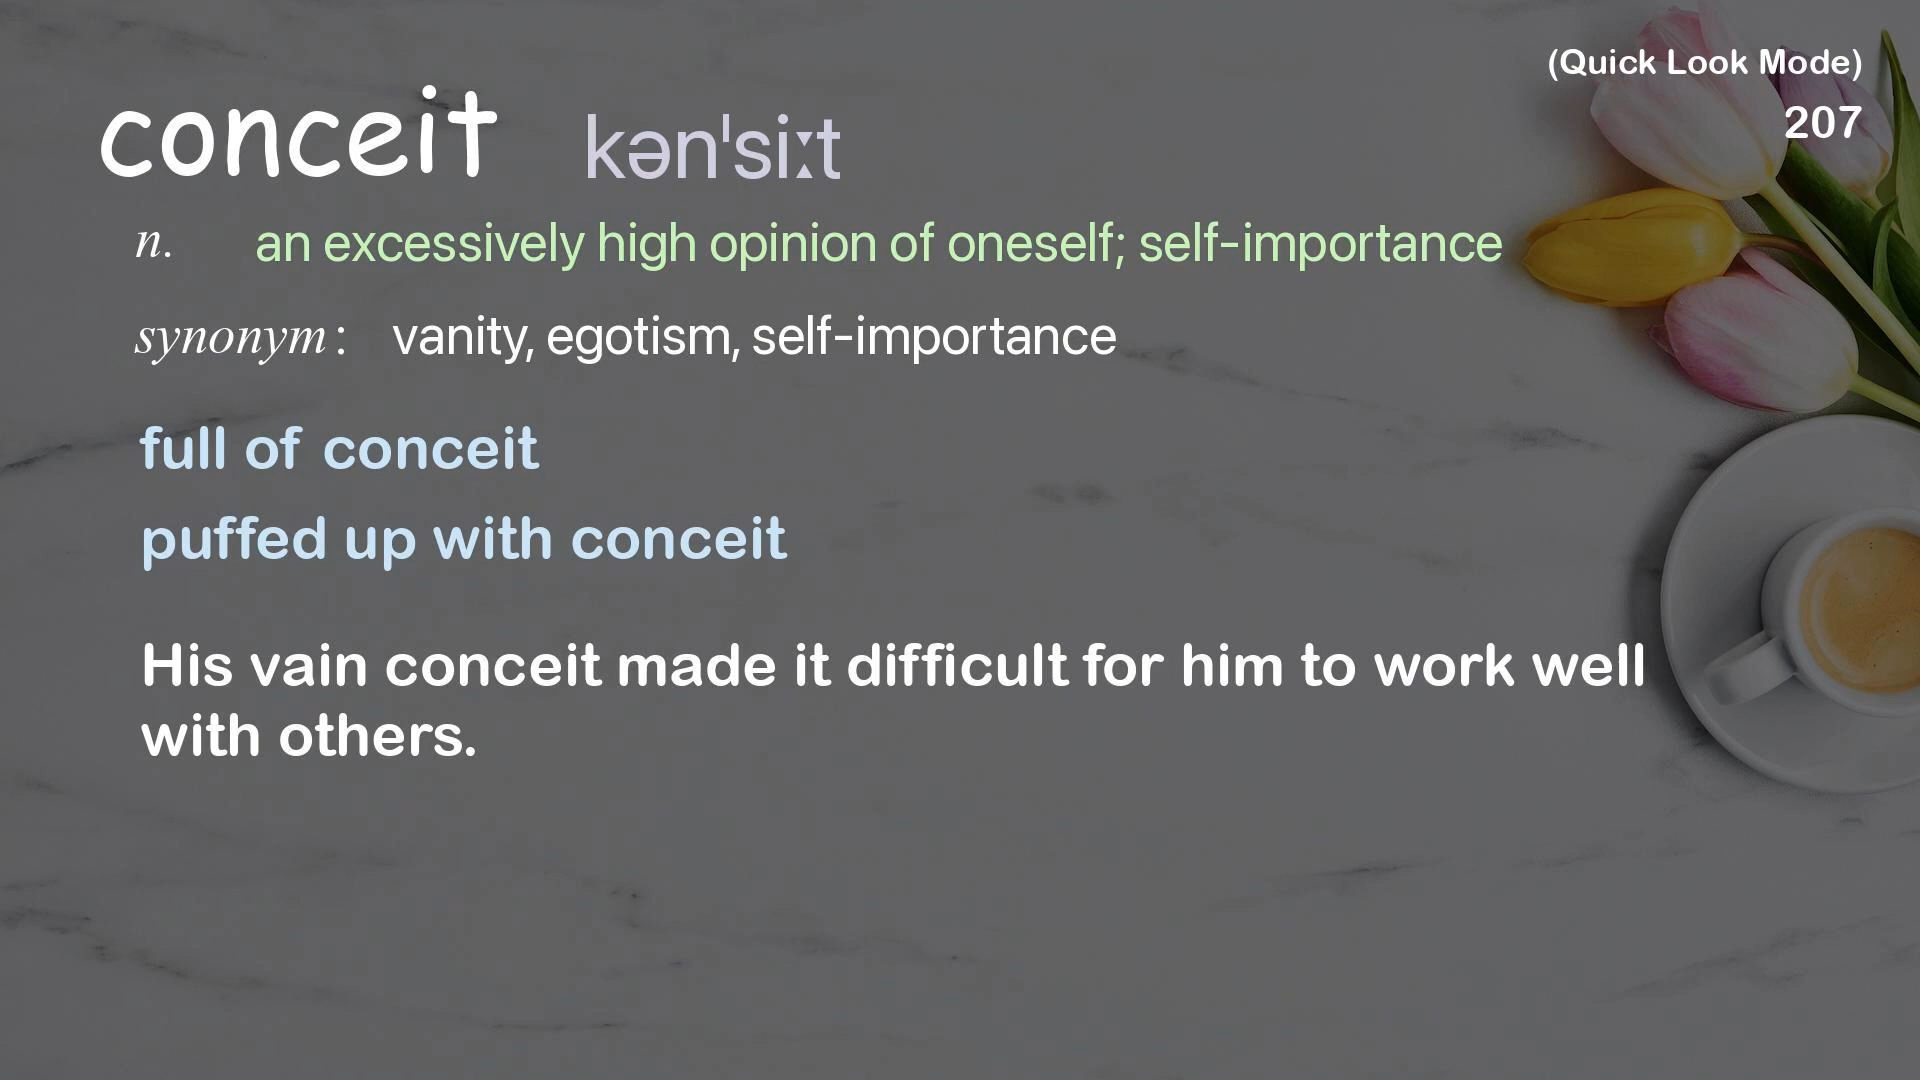 (Quick Look Mode)
207
conceit kən'siːt
n. an excessively high opinion of oneself; self-importance
synonym: vanity, egotism, self-importance
full of conceit
puffed up with conceit
His vain conceit made it difficult for him to work well
with others.